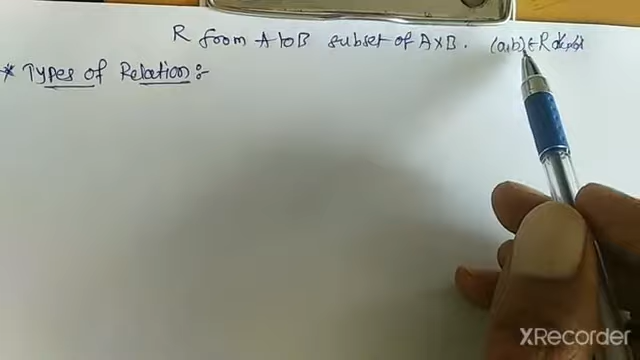 R from A to B subset of A×B. (a,b) ∈ R
* Types of Relation:-
XRecorder